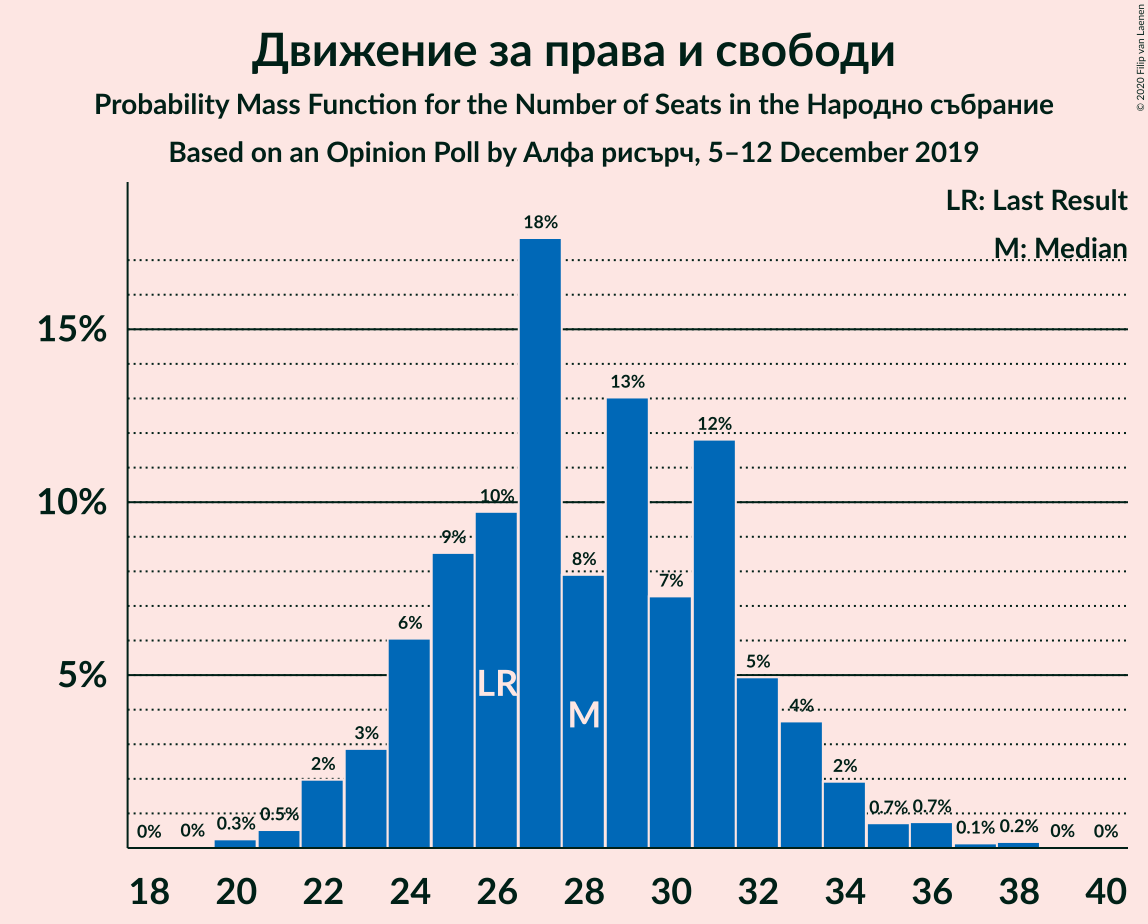 Движение за права и свободи
Probability Mass Function for the Number of Seats in the Народно събрание
Based on an Opinion Poll by Алфа рисърч, 5–12 December 2019
© 2020 Filip van Laenen
LR: Last Result
M: Median
15%
10%
5%
0% 0% 0.3% 0.5% 2% 3% 6% 9% 10% 18% 8% 13% 7% 12% 5% 4% 2% 0.7% 0.7% 0.1% 0.2% 0% 0%
LR
M
18 20 22 24 26 28 30 32 34 36 38 40